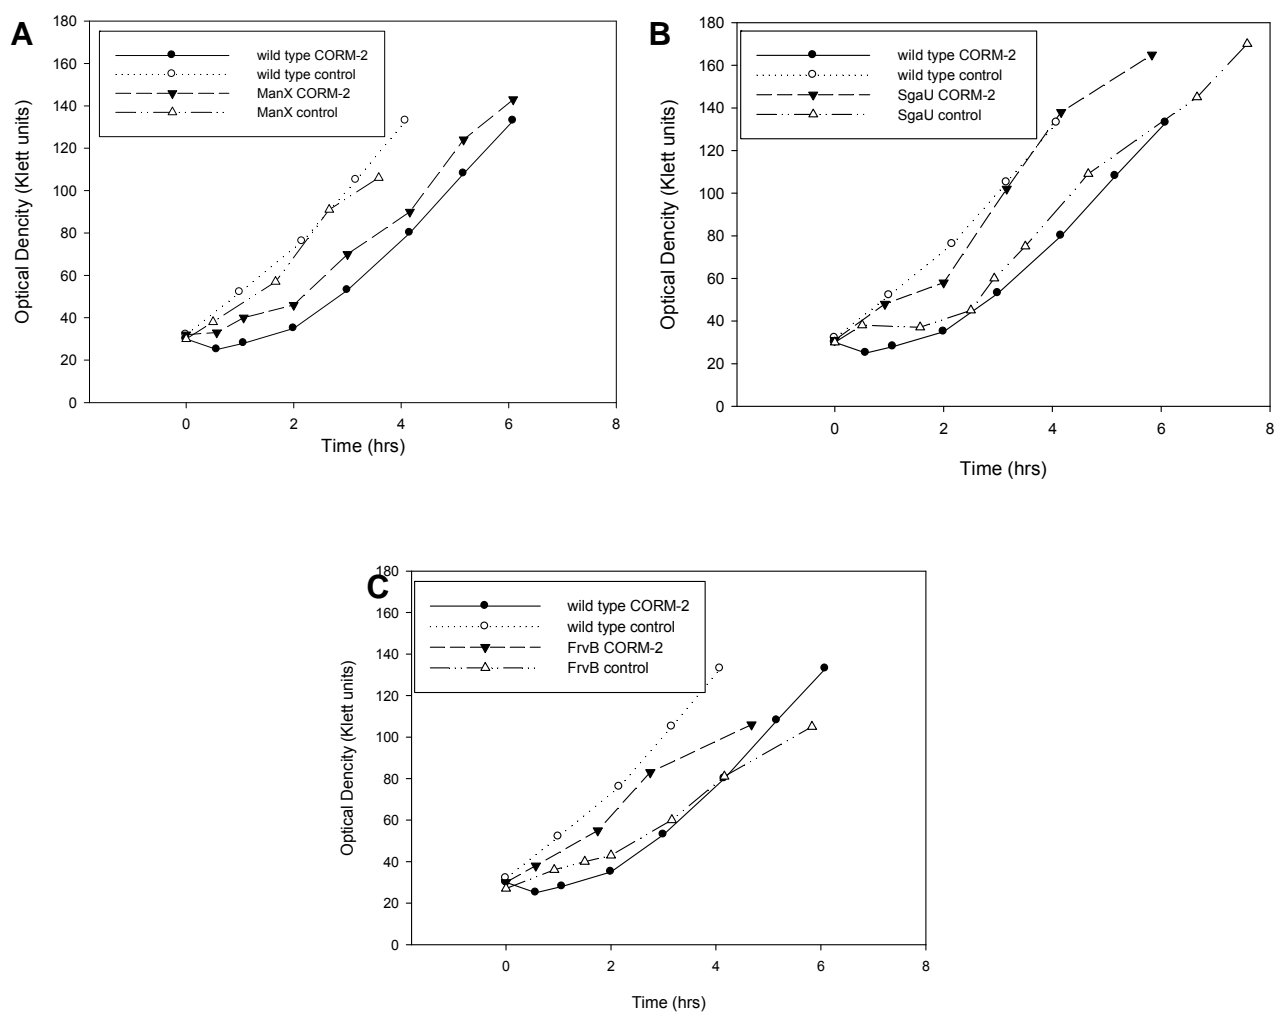 A
Optical Dencity (Klett units)
180
160
140
120
100
80
60
40
20
0
wild type CORM-2
wild type control
ManX CORM-2
ManX control
0 2 4 6 8
Time (hrs)
B
Optical Dencity (Klett units)
180
160
140
120
100
80
60
40
20
0
wild type CORM-2
wild type control
SgaU CORM-2
SgaU control
0 2 4 6 8
Time (hrs)
C
Optical Dencity (Klett units)
180
160
140
120
100
80
60
40
20
0
wild type CORM-2
wild type control
FrvB CORM-2
FrvB control
0 2 4 6 8
Time (hrs)